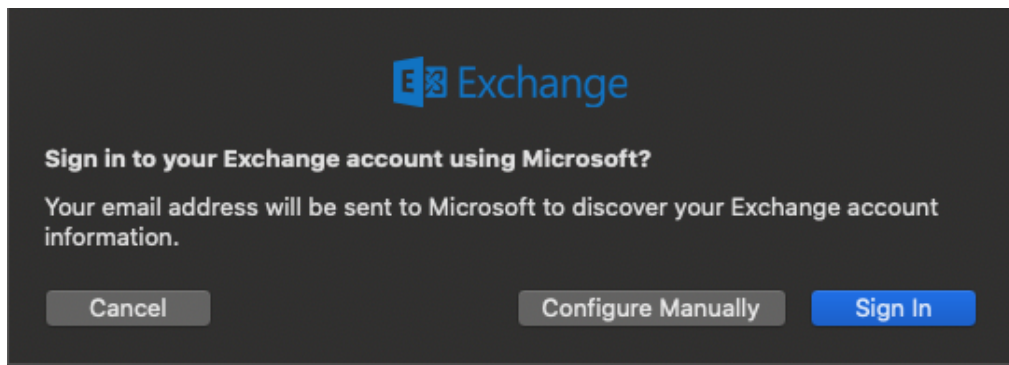 Exchange
Sign in to your Exchange account using Microsoft?
Your email address will be sent to Microsoft to discover your Exchange account
information.
Cancel
Configure Manually
Sign In